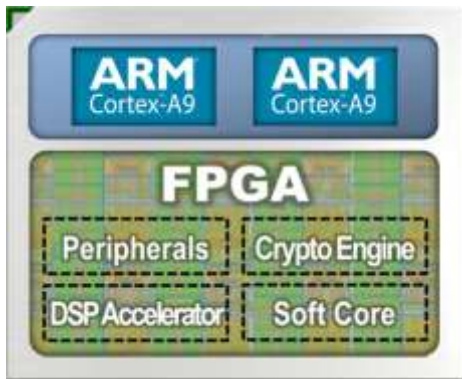 ARM ARM
Cortex-A9 Cortex-A9
FPGA
Peripherals Crypto Engine
DSP Accelerator Soft Core